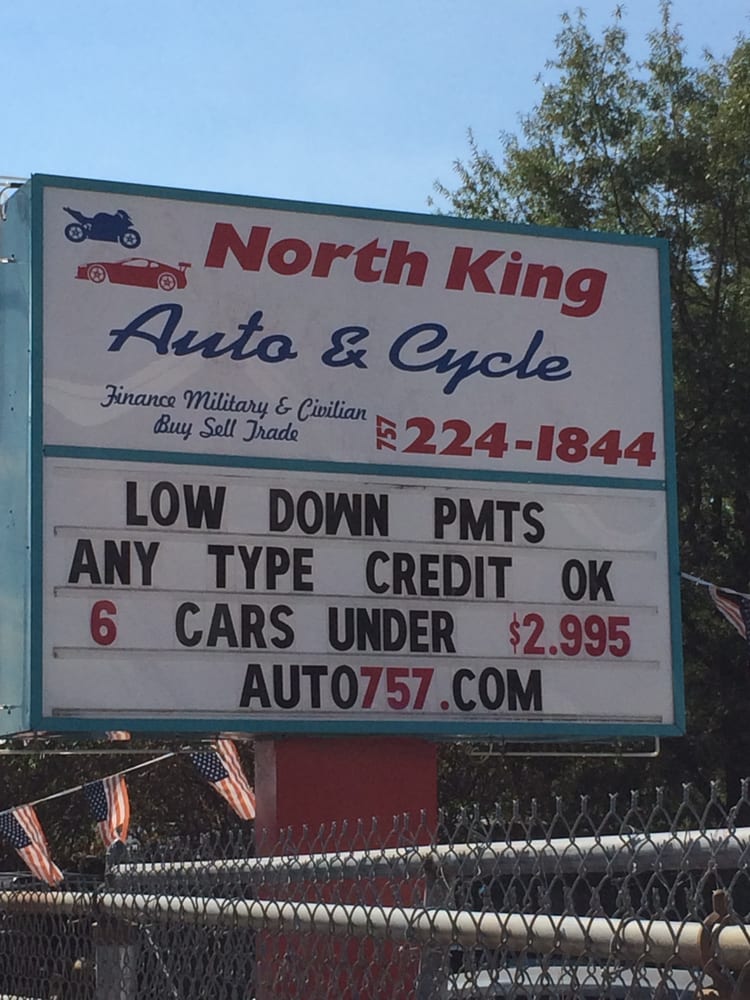 North King
Auto & Cycle
Finance Military & Civilian
Buy Sell Trade
757 224-1844
LOW DOWN PMTS
ANY TYPE CREDIT OK
6 CARS UNDER $2.995
AUTO757.COM